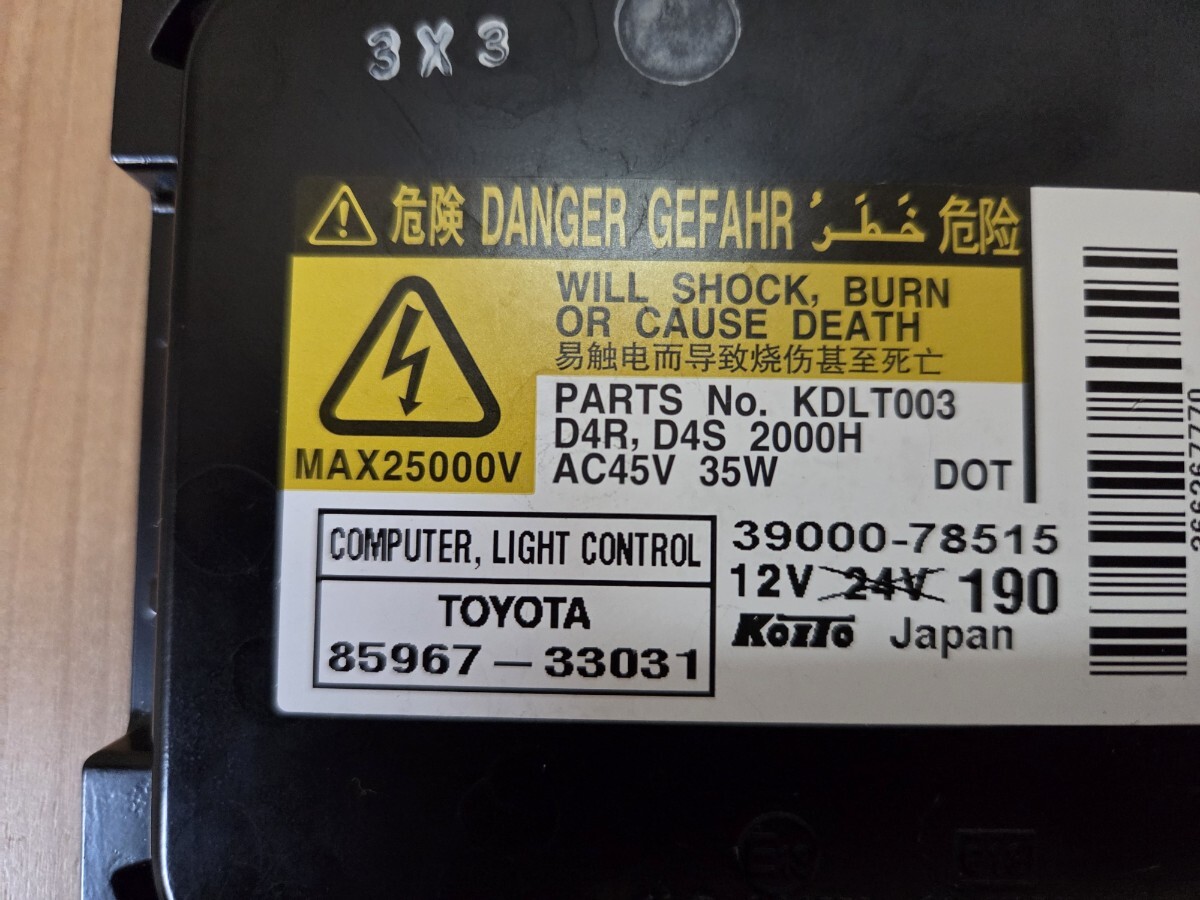 3X3
危険 DANGER GEFAHR خَطَرُ 危险
WILL SHOCK, BURN
OR CAUSE DEATH
易触电而导致烧伤甚至死亡
MAX25000V
PARTS No. KDLT003
D4R, D4S 2000H
AC45V 35W
DOT
COMPUTER, LIGHT CONTROL
TOYOTA
85967-33031
39000-78515
12V 24V 190
KOITO Japan